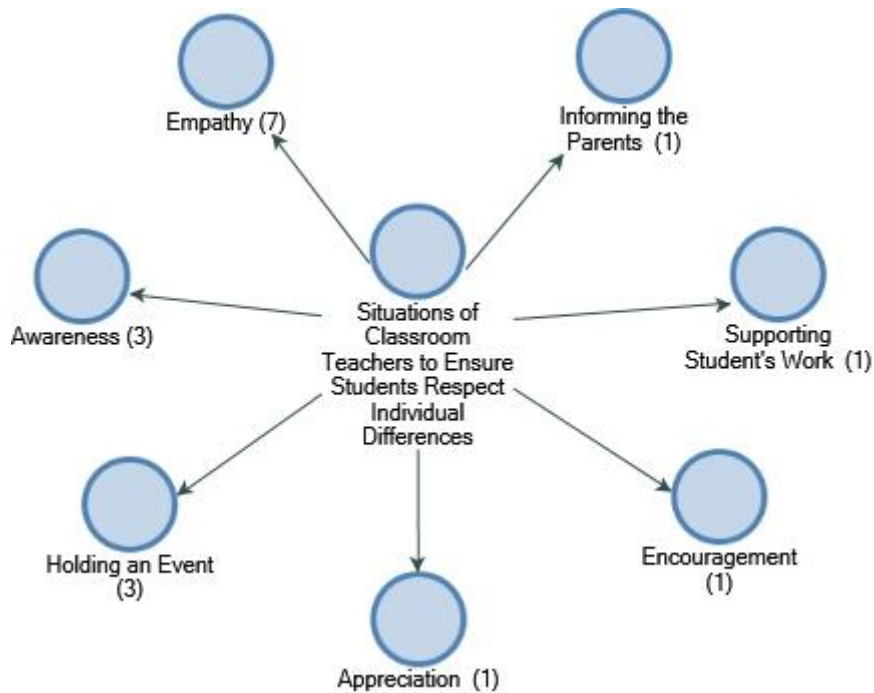 Empathy (7)
Informing the
Parents (1)
Awareness (3)
Situations of
Classroom
Teachers to Ensure
Students Respect
Individual
Differences
Supporting
Student's Work (1)
Holding an Event
(3)
Encouragement
(1)
Appreciation (1)